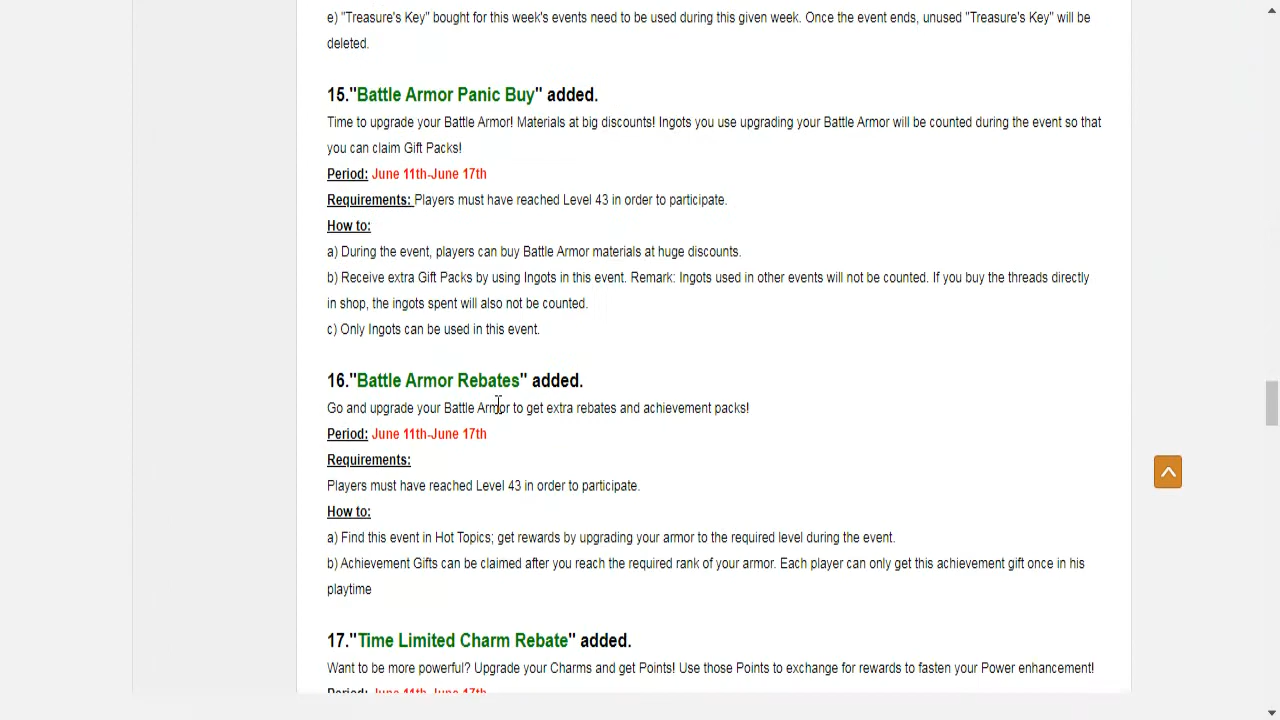 e) "Treasure's Key" bought for this week's events need to be used during this given week. Once the event ends, unused "Treasure's Key" will be
deleted.
15."Battle Armor Panic Buy" added.
Time to upgrade your Battle Armor! Materials at big discounts! Ingots you use upgrading your Battle Armor will be counted during the event so that
you can claim Gift Packs!
Period: June 11th-June 17th
Requirements: Players must have reached Level 43 in order to participate.
How to:
a) During the event, players can buy Battle Armor materials at huge discounts.
b) Receive extra Gift Packs by using Ingots in this event. Remark: Ingots used in other events will not be counted. If you buy the threads directly
in shop, the ingots spent will also not be counted.
c) Only Ingots can be used in this event.
16."Battle Armor Rebates" added.
Go and upgrade your Battle Armor to get extra rebates and achievement packs!
Period: June 11th-June 17th
Requirements:
Players must have reached Level 43 in order to participate.
How to:
a) Find this event in Hot Topics; get rewards by upgrading your armor to the required level during the event.
b) Achievement Gifts can be claimed after you reach the required rank of your armor. Each player can only get this achievement gift once in his
playtime
17."Time Limited Charm Rebate" added.
Want to be more powerful? Upgrade your Charms and get Points! Use those Points to exchange for rewards to fasten your Power enhancement!
Period: June 11th-June 17th